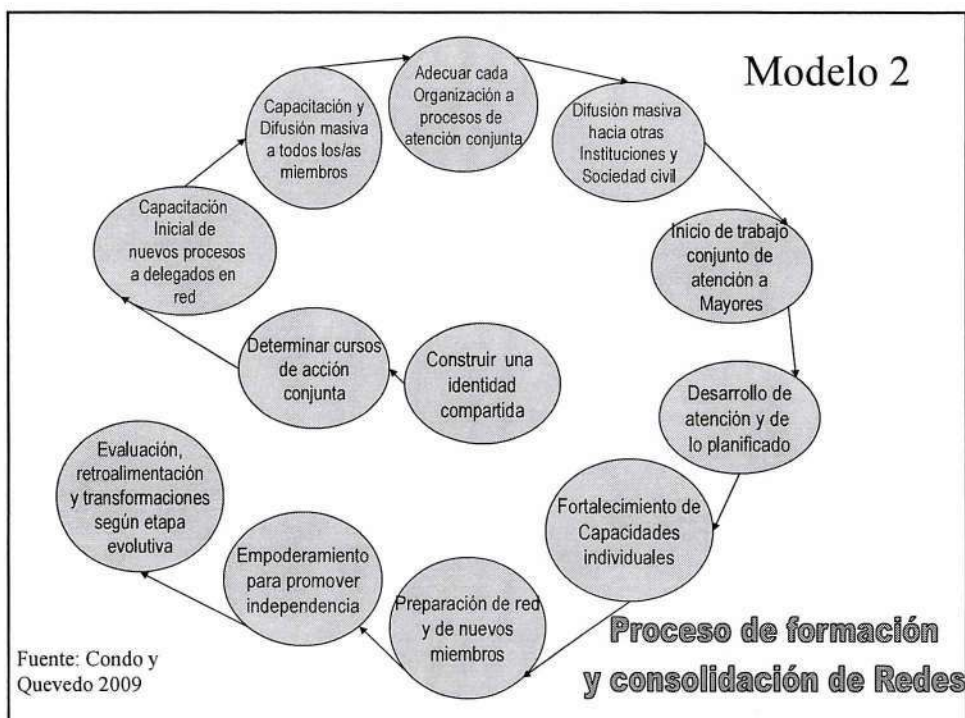 Modelo 2
Construir una
identidad
compartida
Determinar cursos
de acción
conjunta
Capacitación
Inicial de
nuevos procesos
a delegados en
red
Capacitación y
Difusión masiva
a todos los/as
miembros
Adecuar cada
Organización a
procesos de
atención conjunta
Difusión masiva
hacia otras
Instituciones y
Sociedad civil
Inicio de trabajo
conjunto de
atención a
Mayores
Desarrollo de
atención y de
lo planificado
Fortalecimiento de
Capacidades
individuales
Preparación de red
y de nuevos
miembros
Empoderamiento
para promover
independencia
Evaluación,
retroalimentación
y transformaciones
según etapa
evolutiva
Proceso de formación
y consolidación de Redes
Fuente: Condo y
Quevedo 2009